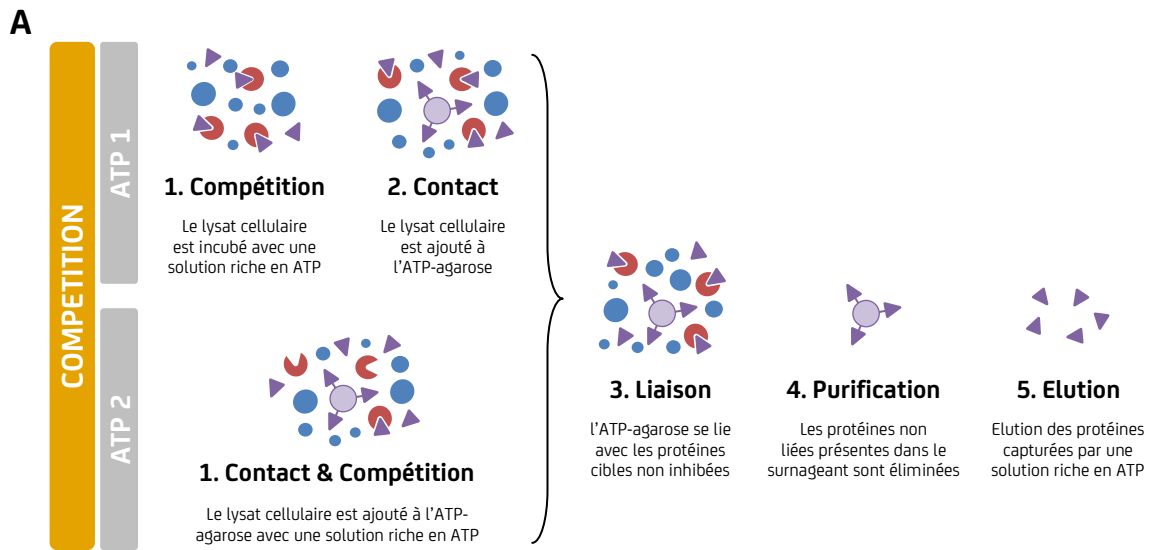 A
COMPETITION
ATP 1
1. Compétition
Le lysat cellulaire
est incubé avec une
solution riche en ATP
2. Contact
Le lysat cellulaire
est ajouté à
l'ATP-agarose
ATP 2
1. Contact & Compétition
Le lysat cellulaire est ajouté à l'ATP-
agarose avec une solution riche en ATP
3. Liaison
l'ATP-agarose se lie
avec les protéines
cibles non inhibées
4. Purification
Les protéines non
liées présentes dans le
surnageant sont éliminées
5. Elution
Elution des protéines
capturées par une
solution riche en ATP